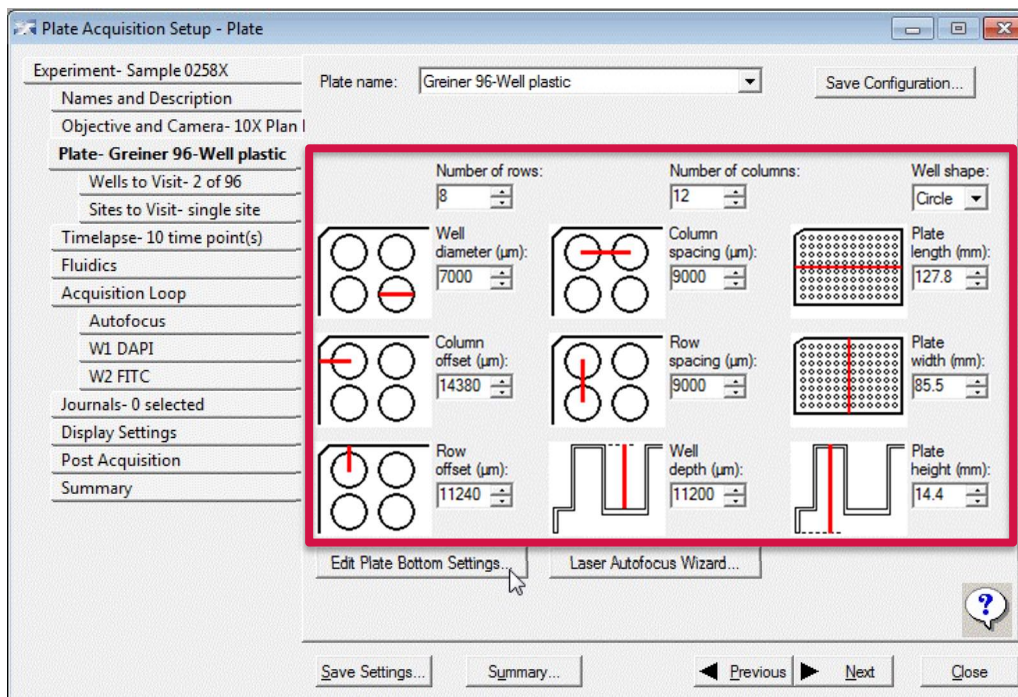 Plate Acquisition Setup - Plate
Experiment- Sample 0258X
Names and Description
Objective and Camera- 10X Plan
Plate- Greiner 96-Well plastic
Wells to Visit- 2 of 96
Sites to Visit- single site
Timelapse- 10 time point(s)
Fluidics
Acquisition Loop
Autofocus
W1 DAPI
W2 FITC
Journals- 0 selected
Display Settings
Post Acquisition
Summary
Plate name: Greiner 96-Well plastic
Save Configuration...
Number of rows:
8
Number of columns:
12
Well shape:
Circle
Well
diameter (µm):
7000
Column
spacing (µm):
9000
Plate
length (mm):
127.8
Column
offset (µm):
14380
Row
spacing (µm):
9000
Plate
width (mm):
85.5
Row
offset (µm):
11240
Well
depth (µm):
11200
Plate
height (mm):
14.4
Edit Plate Bottom Settings...
Laser Autofocus Wizard...
?
Save Settings...
Summary...
Previous
Next
Close